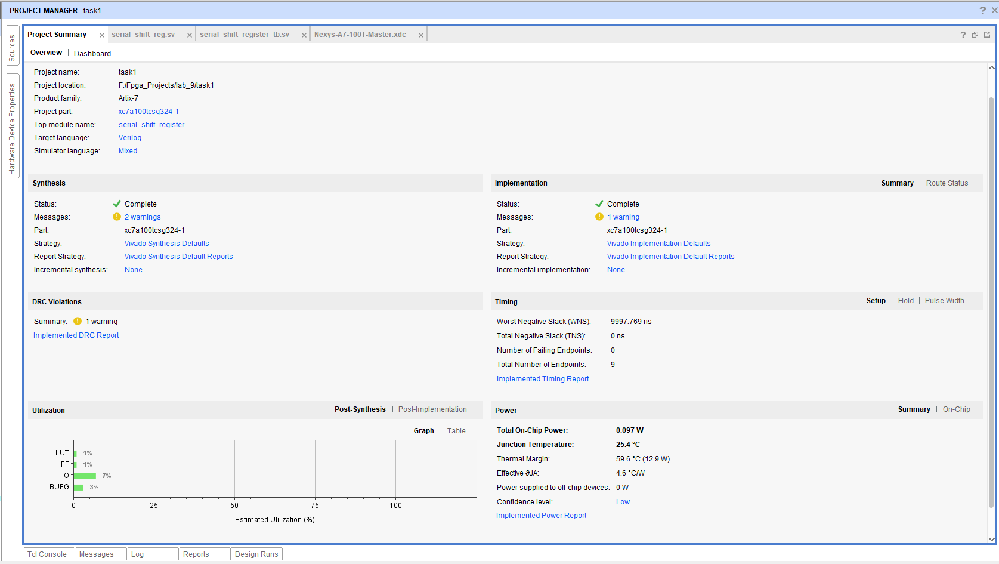 PROJECT MANAGER - task1
Sources
Hardware Device Properties
Project Summary
serial_shift_reg.sv
serial_shift_register_tb.sv
Nexys-A7-100T-Master.xdc
Overview | Dashboard
Project name: task1
Project location: F:/Fpga_Projects/lab_9/task1
Product family: Artix-7
Project part: xc7a100tcsg324-1
Top module name: serial_shift_register
Target language: Verilog
Simulator language: Mixed
Synthesis
Status: Complete
Messages: 2 warnings
Part: xc7a100tcsg324-1
Strategy: Vivado Synthesis Defaults
Report Strategy: Vivado Synthesis Default Reports
Incremental synthesis: None
Implementation
Summary | Route Status
Status: Complete
Messages: 1 warning
Part: xc7a100tcsg324-1
Strategy: Vivado Implementation Defaults
Report Strategy: Vivado Implementation Default Reports
Incremental implementation: None
DRC Violations
Summary: 1 warning
Implemented DRC Report
Timing
Setup | Hold | Pulse Width
Worst Negative Slack (WNS): 9997.769 ns
Total Negative Slack (TNS): 0 ns
Number of Failing Endpoints: 0
Total Number of Endpoints: 9
Implemented Timing Report
Utilization
Post-Synthesis | Post-Implementation
Graph | Table
LUT 1%
FF 1%
IO 7%
BUFG 3%
0 25 50 75 100
Estimated Utilization (%)
Power
Summary | On-Chip
Total On-Chip Power: 0.097 W
Junction Temperature: 25.4 °C
Thermal Margin: 59.6 °C (12.9 W)
Effective ϑJA: 4.6 °C/W
Power supplied to off-chip devices: 0 W
Confidence level: Low
Implemented Power Report
Tcl Console
Messages
Log
Reports
Design Runs